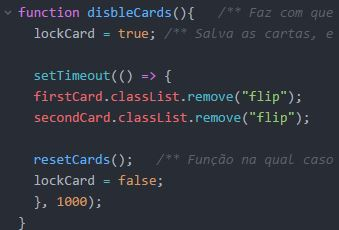 function disbleCards(){ /** Faz com que
lockCard = true; /** Salva as cartas, e
setTimeout(() => {
firstCard.classList.remove("flip");
secondCard.classList.remove("flip");
resetCards(); /** Função na qual caso
lockCard = false;
}, 1000);
}